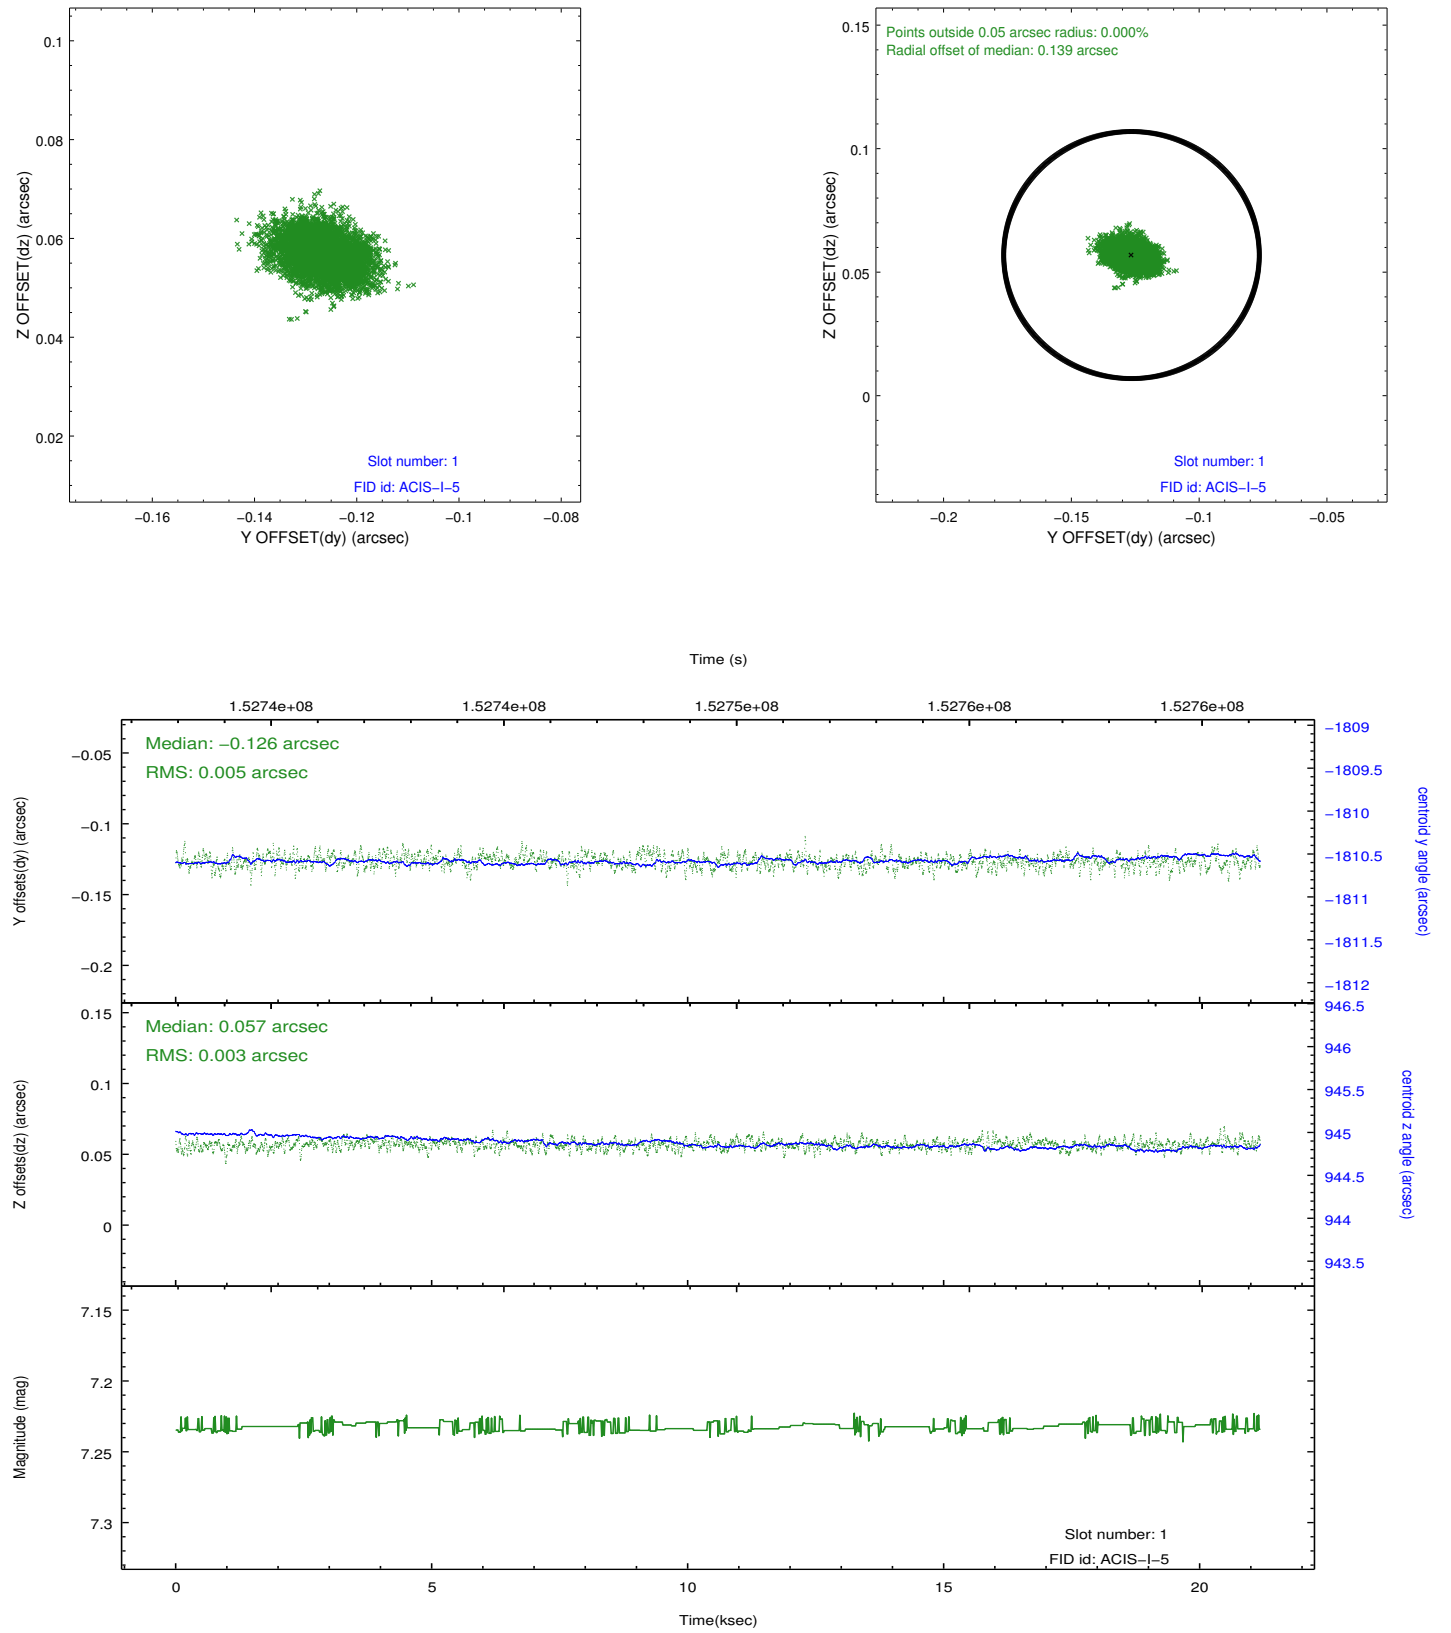 0.1
0.08
0.06
0.04
0.02
Z OFFSET(dz) (arcsec)
Slot number: 1
FID id: ACIS−I−5
−0.16
−0.14
−0.12
−0.1
−0.08
Y OFFSET(dy) (arcsec)
Points outside 0.05 arcsec radius: 0.000%
Radial offset of median: 0.139 arcsec
0.15
0.1
0.05
0
Z OFFSET(dz) (arcsec)
Slot number: 1
FID id: ACIS−I−5
−0.2
−0.15
−0.1
−0.05
Y OFFSET(dy) (arcsec)
Time (s)
1.5274e+08
1.5274e+08
1.5275e+08
1.5276e+08
1.5276e+08
Median: −0.126 arcsec
RMS: 0.005 arcsec
−0.05
−0.1
−0.15
−0.2
Y offsets(dy) (arcsec)
−1809
−1809.5
−1810
−1810.5
−1811
−1811.5
−1812
centroid y angle (arcsec)
Median: 0.057 arcsec
RMS: 0.003 arcsec
0.15
0.1
0.05
0
Z offsets(dz) (arcsec)
946.5
946
945.5
945
944.5
944
943.5
centroid z angle (arcsec)
7.15
7.2
7.25
7.3
Magnitude (mag)
Slot number: 1
FID id: ACIS−I−5
0
5
10
15
20
Time(ksec)